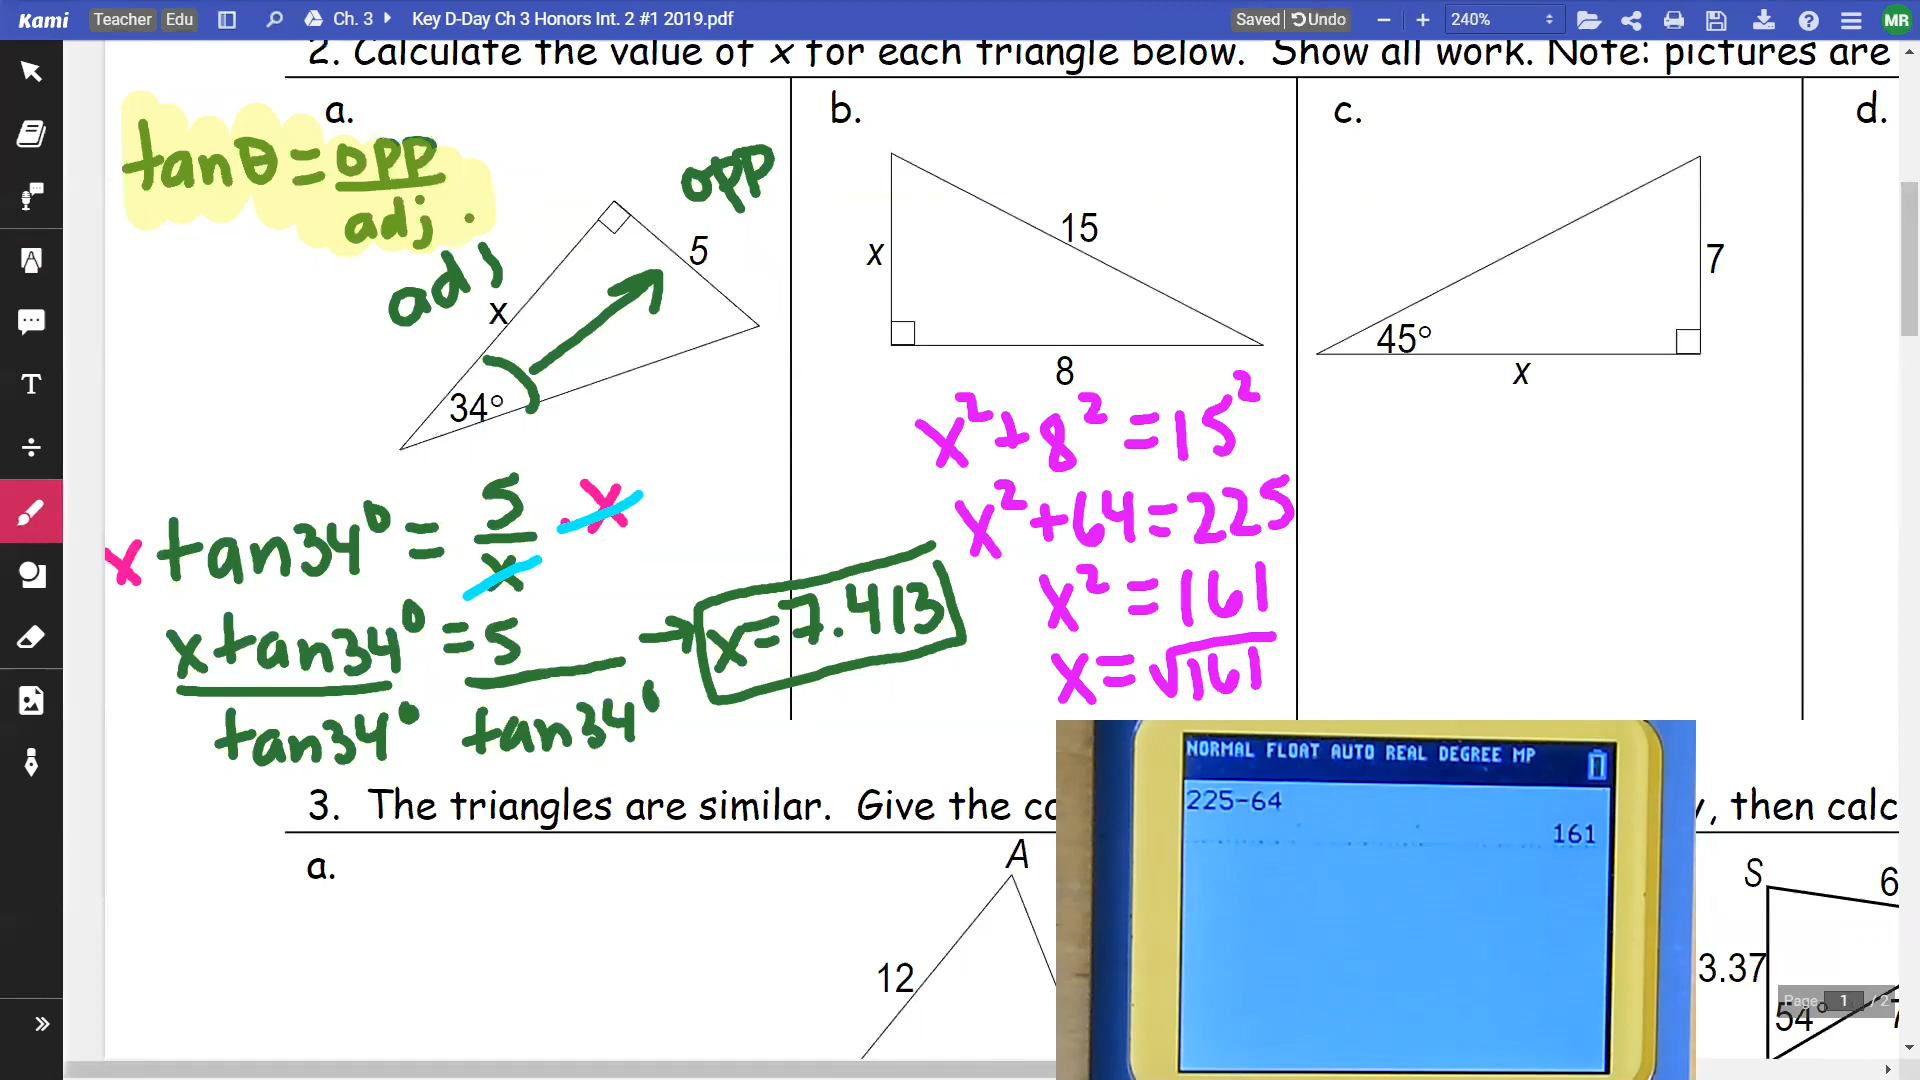 Kami Teacher Edu Ch. 3 Key D-Day Ch 3 Honors Int. 2 #1 2019.pdf Saved Undo 240% MR
2. Calculate the value of x for each triangle below. Show all work. Note: pictures are
a.
tanθ = opp/adj.
opp
adj
5
x
34°
x tan34° = 5/x · x
x tan34° = 5
tan34° tan34°
→ x = 7.413
b.
15
x
8
x² + 8² = 15²
x² + 64 = 225
x² = 161
x = √161
c.
7
45°
x
d.
NORMAL FLOAT AUTO REAL DEGREE MP
225-64
161
3. The triangles are similar. Give the co
y, then calc
a.
A
12
S
6
3.37
54°
Page 1 / 2